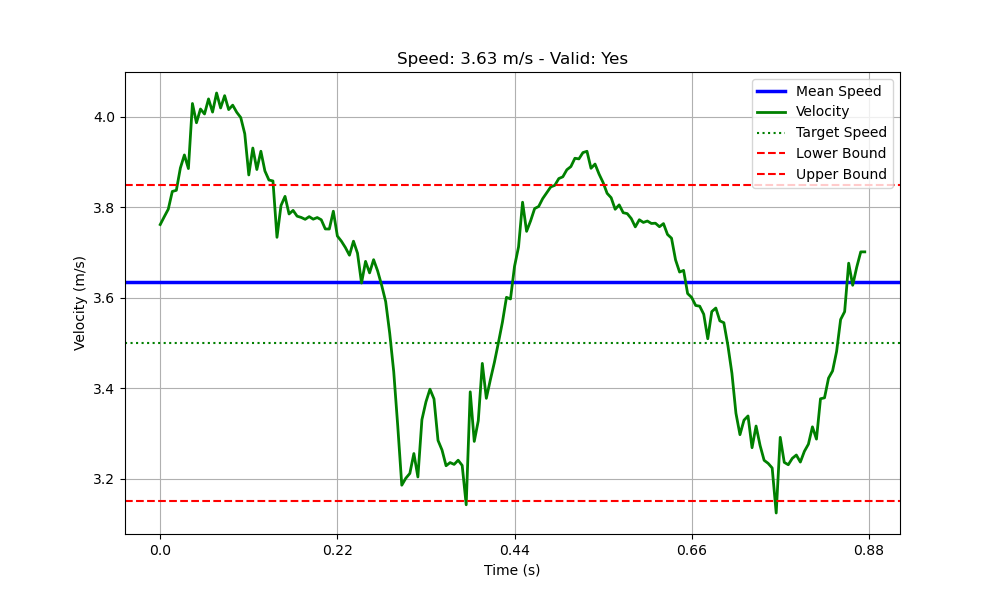 Speed: 3.63 m/s - Valid: Yes
Mean Speed
Velocity
Target Speed
Lower Bound
Upper Bound
Velocity (m/s)
4.0
3.8
3.6
3.4
3.2
0.0
0.22
0.44
0.66
0.88
Time (s)